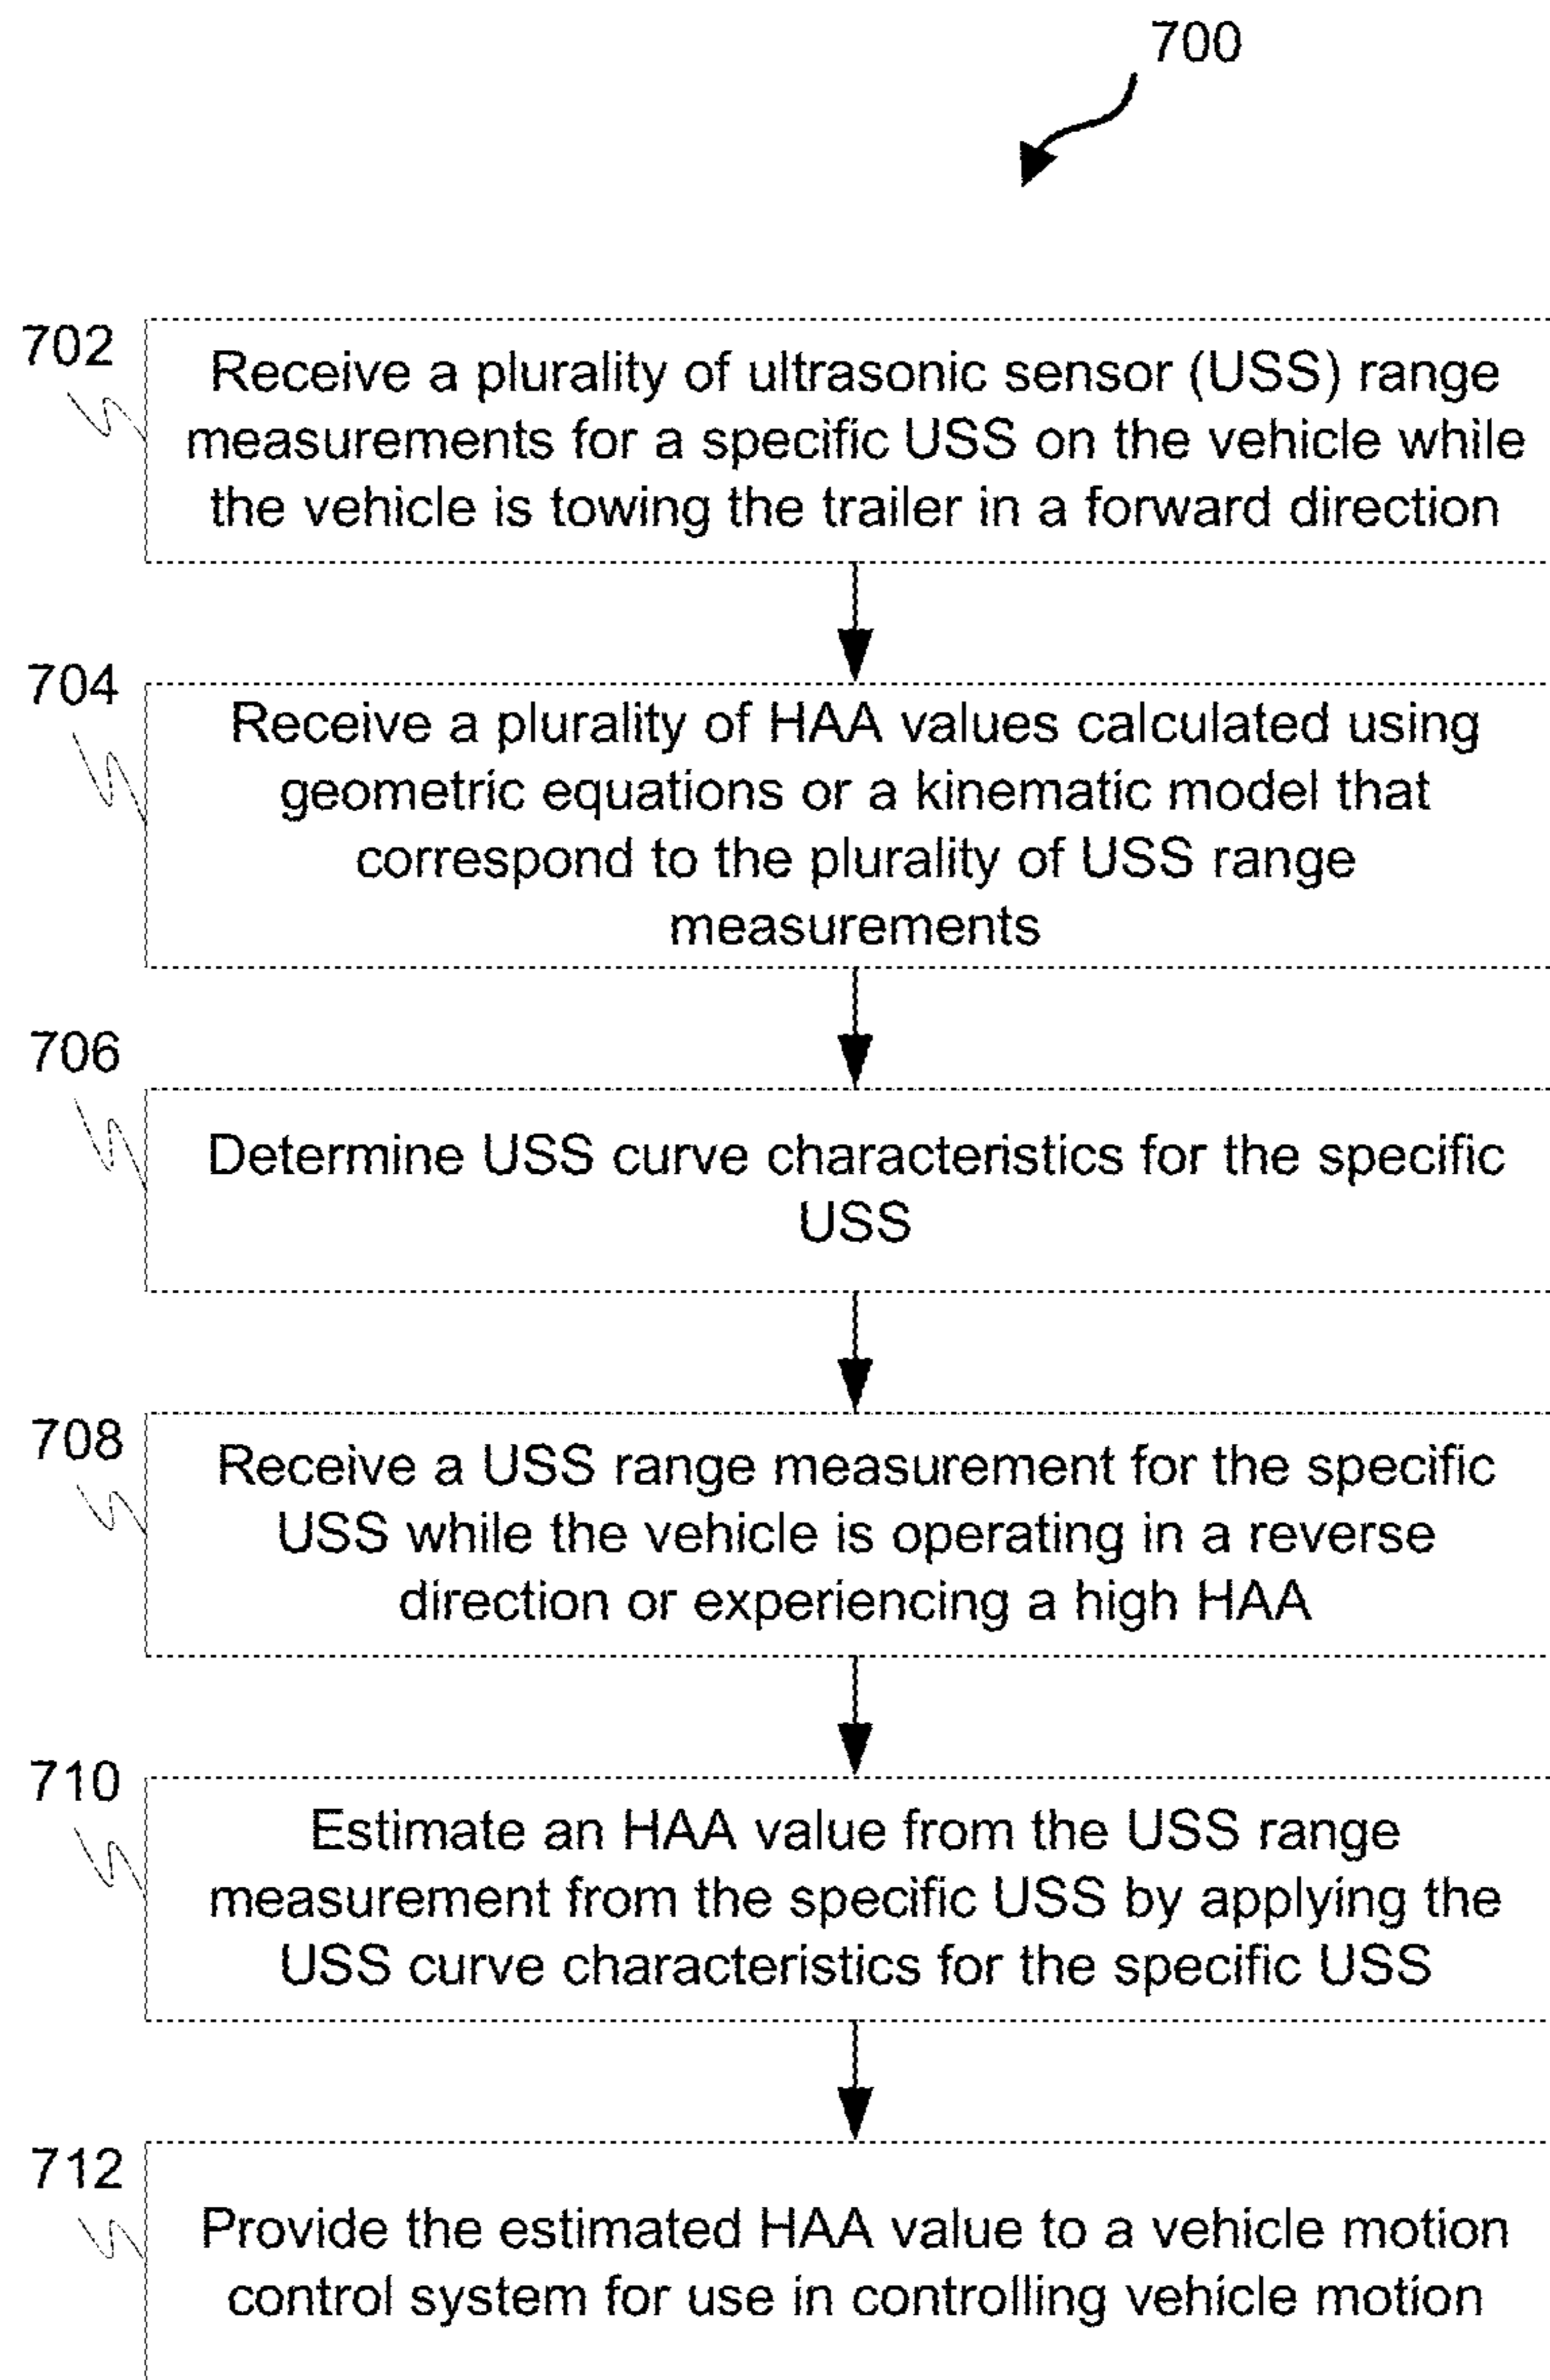 700
702
Receive a plurality of ultrasonic sensor (USS) range
measurements for a specific USS on the vehicle while
the vehicle is towing the trailer in a forward direction
704
Receive a plurality of HAA values calculated using
geometric equations or a kinematic model that
correspond to the plurality of USS range
measurements
706
Determine USS curve characteristics for the specific
USS
708
Receive a USS range measurement for the specific
USS while the vehicle is operating in a reverse
direction or experiencing a high HAA
710
Estimate an HAA value from the USS range
measurement from the specific USS by applying the
USS curve characteristics for the specific USS
712
Provide the estimated HAA value to a vehicle motion
control system for use in controlling vehicle motion